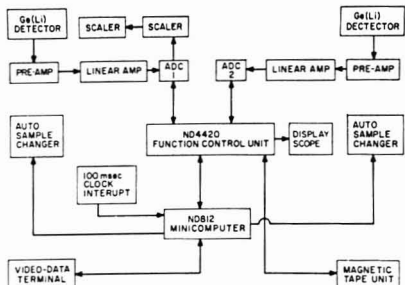 Ge(Li)
DETECTOR
SCALER
SCALER
Ge(Li)
DECTECTOR
PRE-AMP
LINEAR AMP
ADC
1
ADC
2
LINEAR AMP
PRE-AMP
AUTO
SAMPLE
CHANGER
ND4420
FUNCTION CONTROL UNIT
DISPLAY
SCOPE
AUTO
SAMPLE
CHANGER
100 msec
CLOCK
INTERUPT
ND812
MINICOMPUTER
VIDEO-DATA
TERMINAL
MAGNETIC
TAPE UNIT